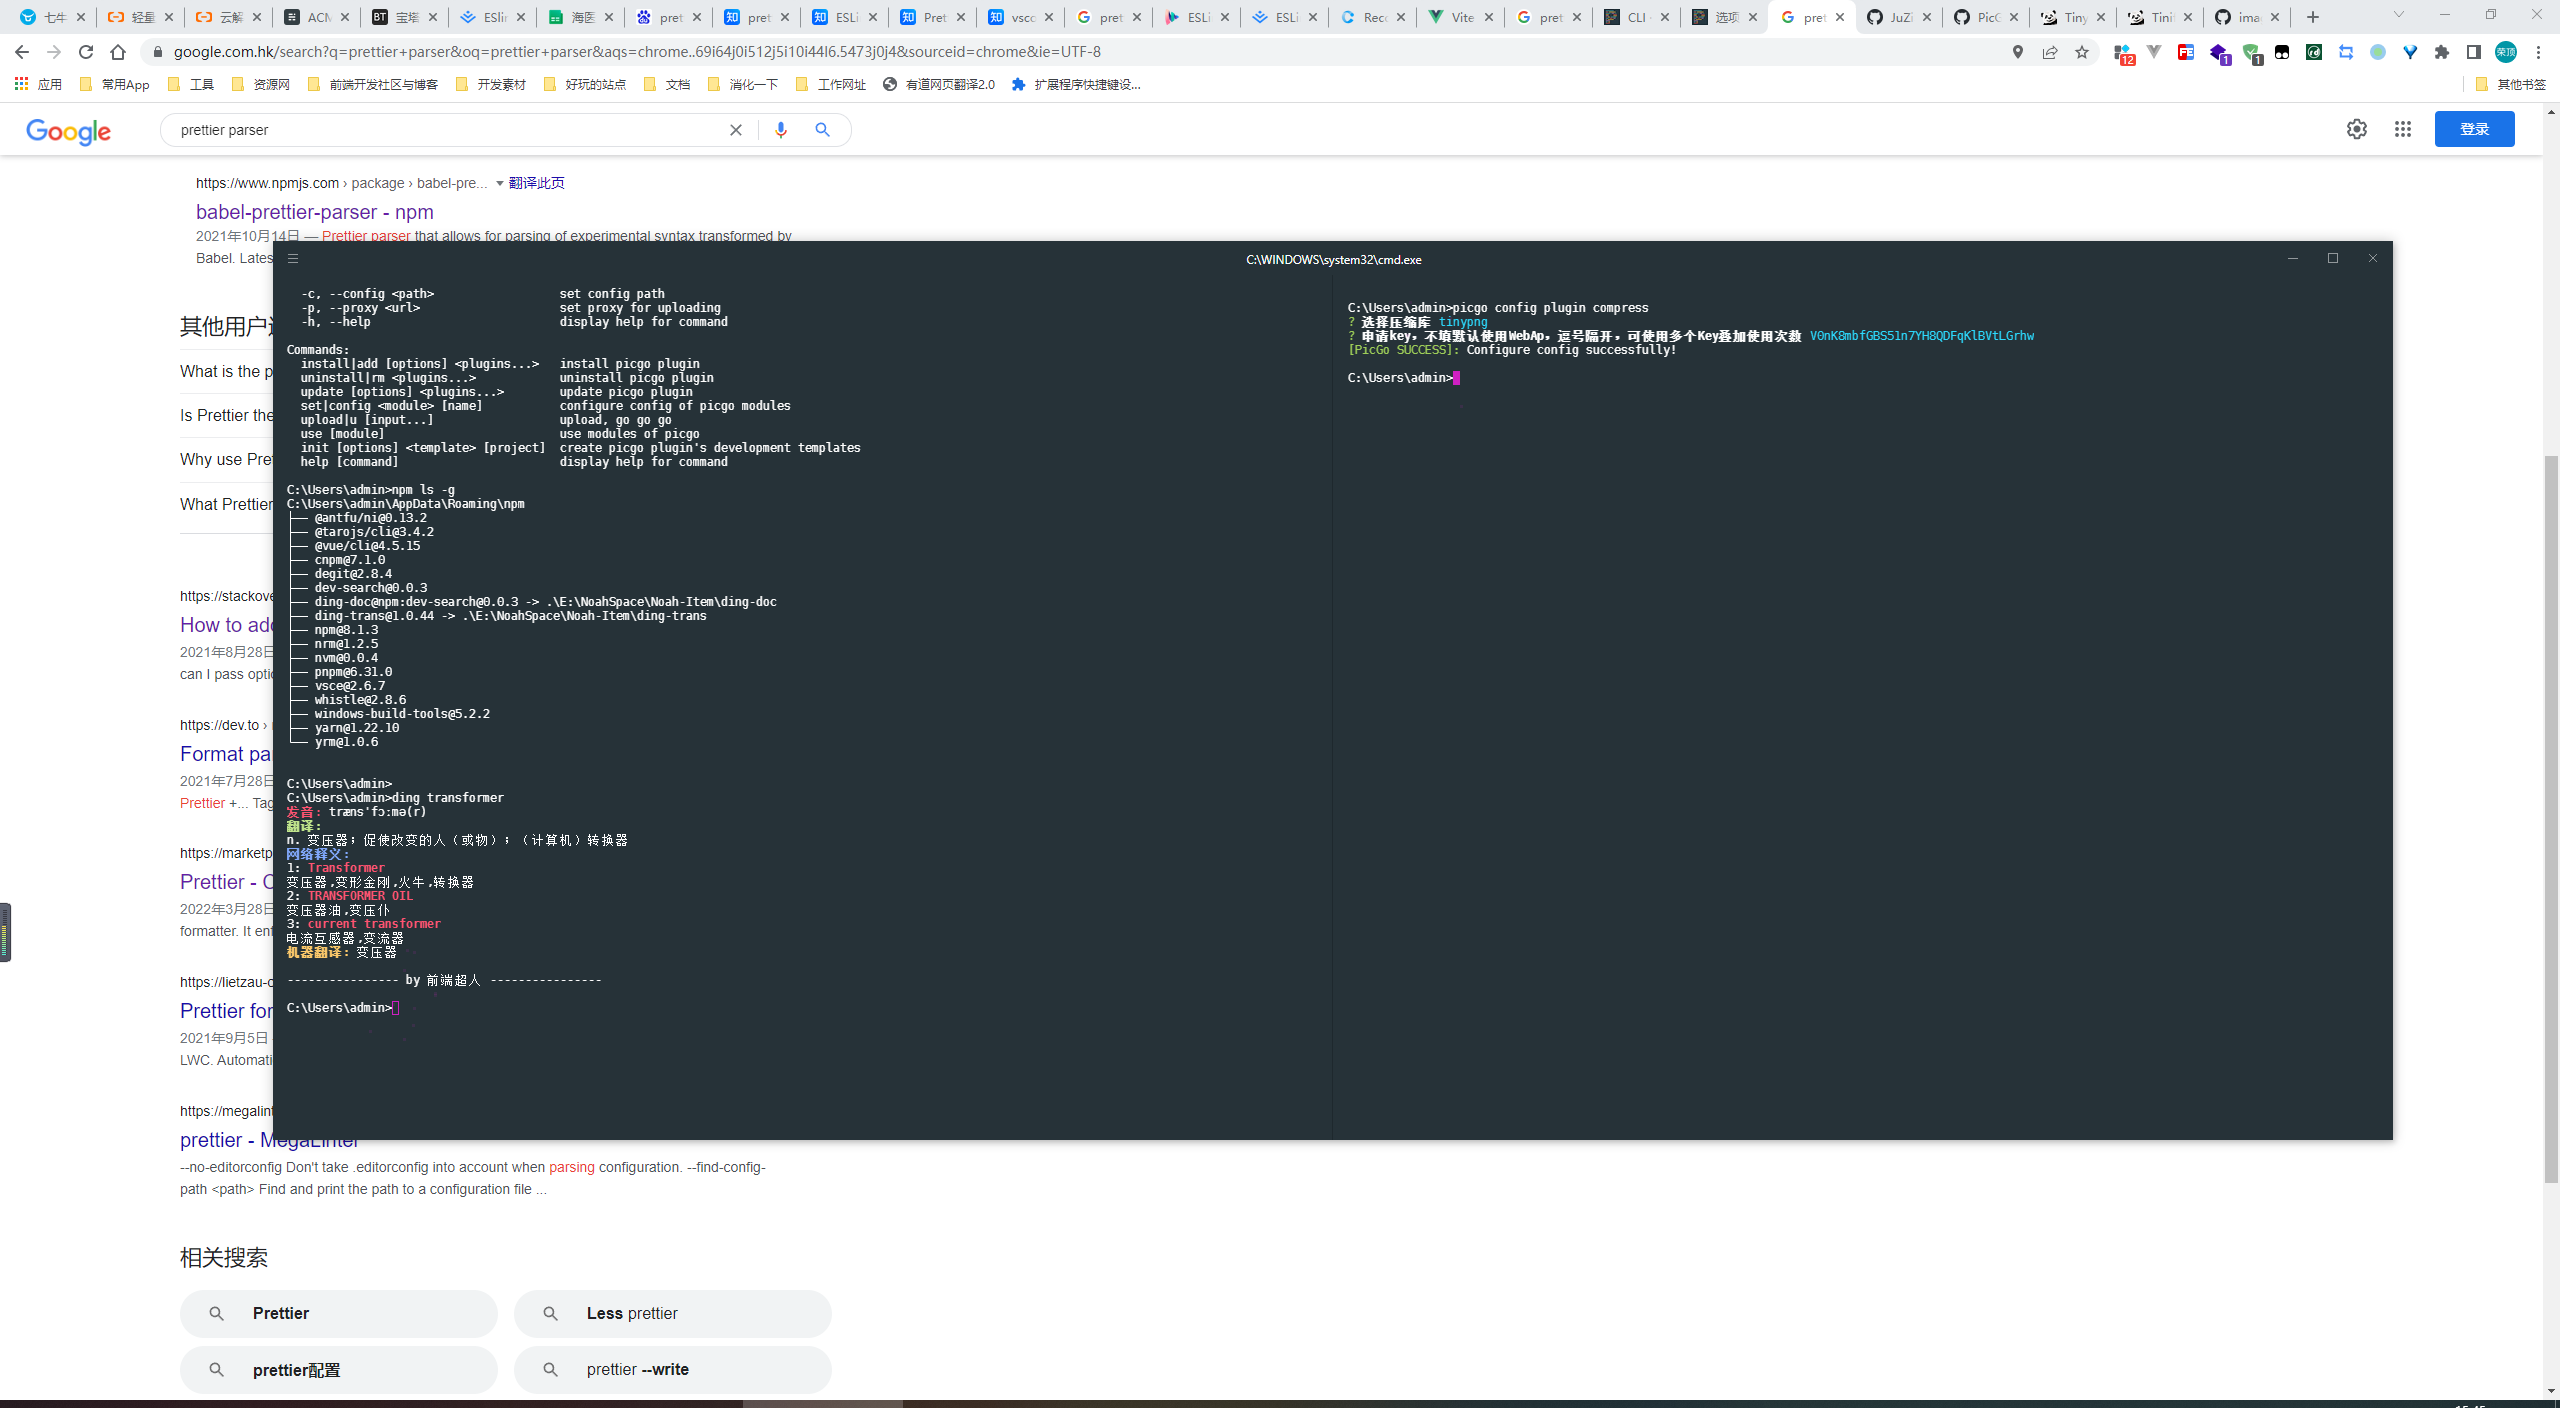 七牛
轻星
云解
ACM
宝塔
ESlin
海医
pret
pret
ESLi
Pret
vscc
pret
ESLi
ESLi
Recc
Vite
pret
CLI
选项
pret
JuZi
PicG
Tiny
Tinif
ima
google.com.hk/search?q=prettier+parser&oq=prettier+parser&aqs=chrome..69i64j0i512j5i10i44l6.5473j0j4&sourceid=chrome&ie=UTF-8
12
1
1
荣顶
应用
常用App
工具
资源网
前端开发社区与博客
开发素材
好玩的站点
文档
消化一下
工作网址
有道网页翻译2.0
扩展程序快捷键设...
其他书签
Google
prettier parser
登录
https://www.npmjs.com › package › babel-pre... 翻译此页
babel-prettier-parser - npm
2021年10月14日 — Prettier parser that allows for parsing of experimental syntax transformed by
Babel. Lates
其他用户
What is the p
Is Prettier the
Why use Pret
What Prettier
https://stackove
How to add
2021年8月28日
can I pass optio
https://dev.to ›
Format pa
2021年7月28日
Prettier +... Tag
https://marketp
Prettier - C
2022年3月28日
formatter. It enf
https://lietzau-c
Prettier for
2021年9月5日
LWC. Automati
https://megalint
prettier - MegaLinter
--no-editorconfig Don't take .editorconfig into account when parsing configuration. --find-config-
path <path> Find and print the path to a configuration file ...
相关搜索
Prettier
Less prettier
prettier配置
prettier --write
C:\WINDOWS\system32\cmd.exe
-c, --config <path> set config path
-p, --proxy <url> set proxy for uploading
-h, --help display help for command
Commands:
install|add [options] <plugins...> install picgo plugin
uninstall|rm <plugins...> uninstall picgo plugin
update [options] <plugins...> update picgo plugin
set|config <module> [name] configure config of picgo modules
upload|u [input...] upload, go go go
use [module] use modules of picgo
init [options] <template> [project] create picgo plugin's development templates
help [command] display help for command
C:\Users\admin>npm ls -g
C:\Users\admin\AppData\Roaming\npm
├── @antfu/ni@0.13.2
├── @tarojs/cli@3.4.2
├── @vue/cli@4.5.15
├── cnpm@7.1.0
├── degit@2.8.4
├── dev-search@0.0.3
├── ding-doc@npm:dev-search@0.0.3 -> .\E:\NoahSpace\Noah-Item\ding-doc
├── ding-trans@1.0.44 -> .\E:\NoahSpace\Noah-Item\ding-trans
├── npm@8.1.3
├── nrm@1.2.5
├── nvm@0.0.4
├── pnpm@6.31.0
├── vsce@2.6.7
├── whistle@2.8.6
├── windows-build-tools@5.2.2
├── yarn@1.22.10
└── yrm@1.0.6
C:\Users\admin>
C:\Users\admin>ding transformer
发音: træns'fɔːmə(r)
翻译:
n. 变压器；促使改变的人（或物）；（计算机）转换器
网络释义:
1: Transformer
变压器,变形金刚,火牛,转换器
2: TRANSFORMER OIL
变压器油,变压仆
3: current transformer
电流互感器,变流器
机器翻译: 变压器
---------------- by 前端超人 ----------------
C:\Users\admin>
C:\Users\admin>picgo config plugin compress
? 选择压缩库 tinypng
? 申请key，不填默认使用WebAp，逗号隔开，可使用多个Key叠加使用次数 V0nK8mbfGBS51n7YH8QDFqKlBVtLGrhw
[PicGo SUCCESS]: Configure config successfully!
C:\Users\admin>